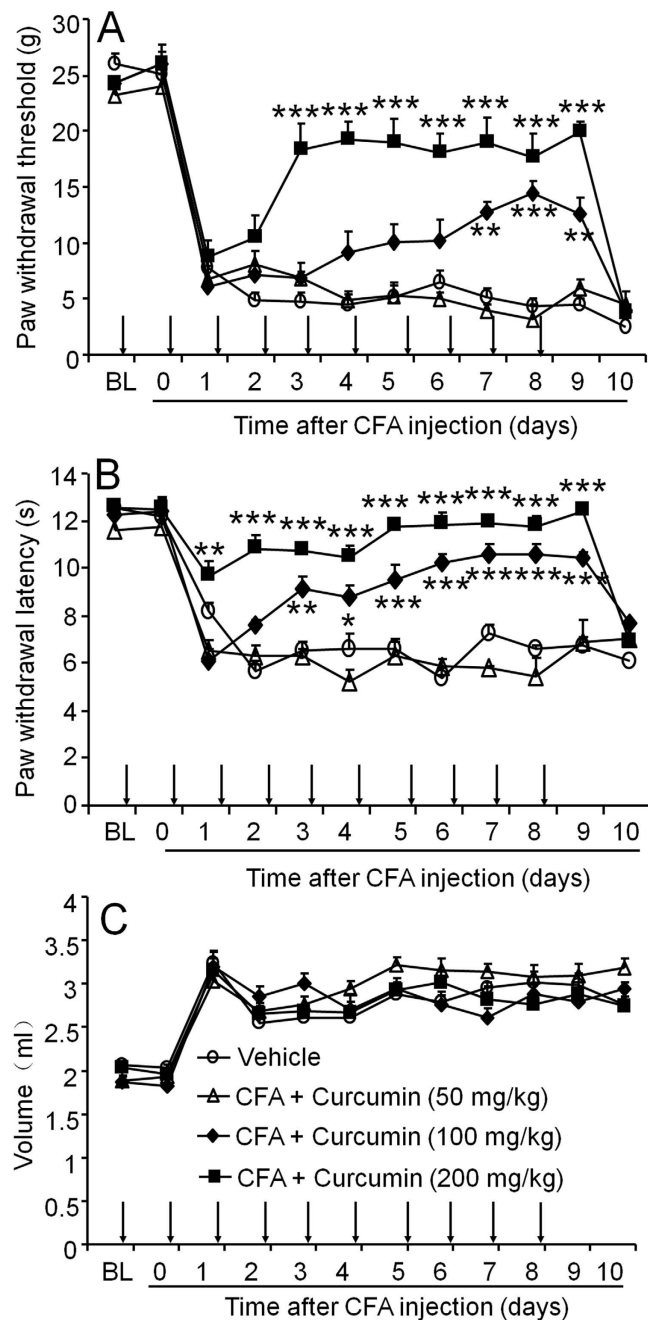 A
Paw withdrawal threshold (g)
30
25
20
15
10
5
0
*** *** *** *** *** *** ***
** *** **
BL 0 1 2 3 4 5 6 7 8 9 10
Time after CFA injection (days)
B
Paw withdrawal latency (s)
14
12
10
8
6
4
2
0
** *** *** *** *** *** *** *** ***
** * *** *** *** *** ***
BL 0 1 2 3 4 5 6 7 8 9 10
Time after CFA injection (days)
C
Volume (ml)
4
3.5
3
2.5
2
1.5
1
0.5
0
Vehicle
CFA + Curcumin (50 mg/kg)
CFA + Curcumin (100 mg/kg)
CFA + Curcumin (200 mg/kg)
BL 0 1 2 3 4 5 6 7 8 9 10
Time after CFA injection (days)